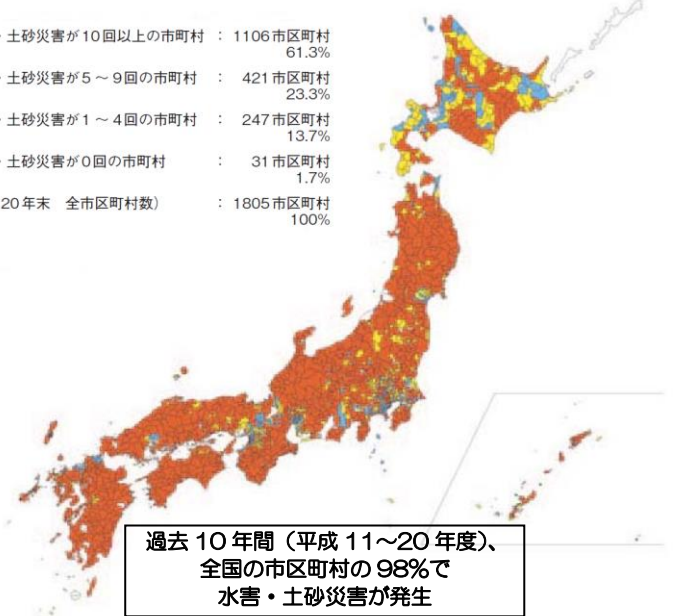 ・土砂災害が10回以上の市町村 : 1106市区町村
61.3%
・土砂災害が5～9回の市町村 : 421市区町村
23.3%
・土砂災害が1～4回の市町村 : 247市区町村
13.7%
・土砂災害が0回の市町村 : 31市区町村
1.7%
20年末 全市区町村数） : 1805市区町村
100%
過去10年間（平成11～20年度）、
全国の市区町村の98%で
水害・土砂災害が発生